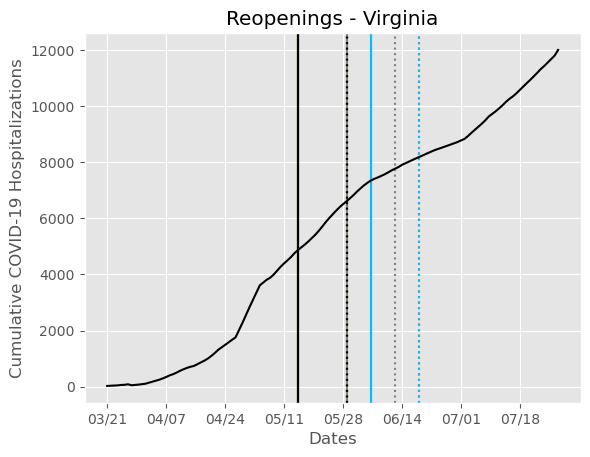 Reopenings - Virginia
Cumulative COVID-19 Hospitalizations
12000
10000
8000
6000
4000
2000
0
03/21 04/07 04/24 05/11 05/28 06/14 07/01 07/18
Dates